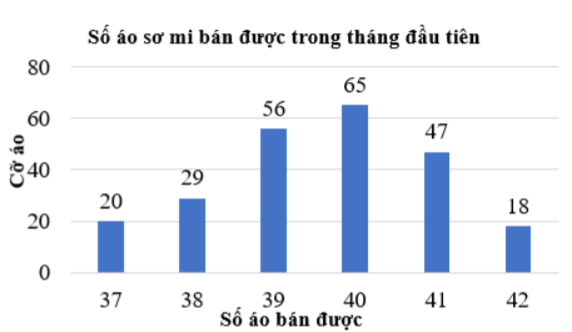 Số áo sơ mi bán được trong tháng đầu tiên
80
60
40
20
0
Cỡ áo
20
29
56
65
47
18
37 38 39 40 41 42
Số áo bán được